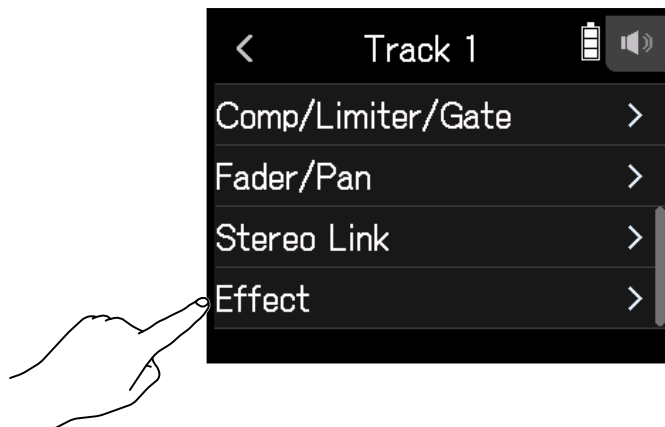 Track 1
Comp/Limiter/Gate
Fader/Pan
Stereo Link
Effect